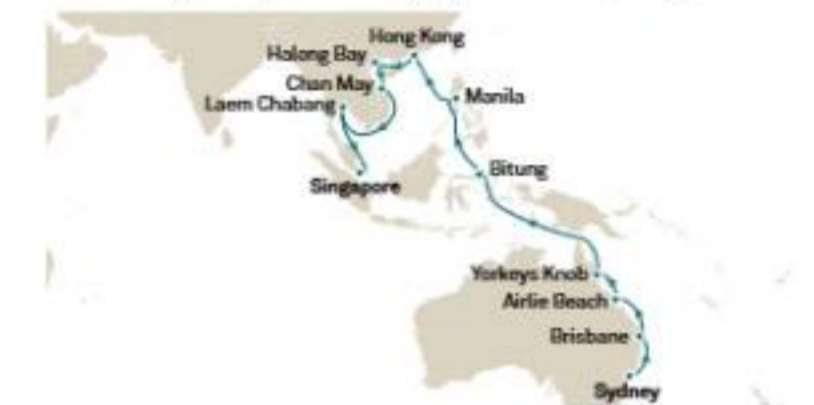 Hong Kong
Halong Bay
Chan May
Laem Chabang
Manila
Bitung
Singapore
Yorkeys Knob
Airlie Beach
Brisbane
Sydney